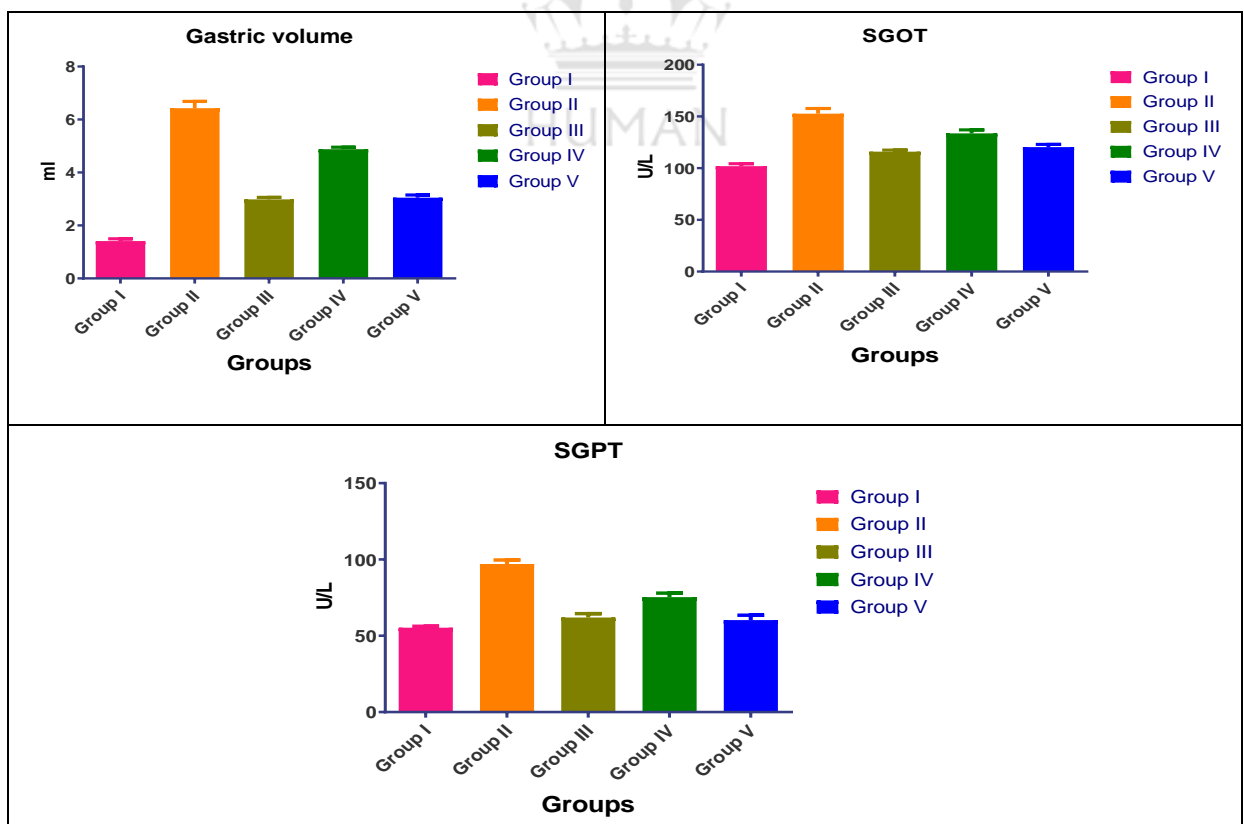 Gastric volume
8
6
4
2
0
ml
Group I
Group II
Group III
Group IV
Group V
Groups
Group I
Group II
Group III
Group IV
Group V
SGOT
200
150
100
50
0
U/L
Group I
Group II
Group III
Group IV
Group V
Groups
Group I
Group II
Group III
Group IV
Group V
HUMAN
SGPT
150
100
50
0
U/L
Group I
Group II
Group III
Group IV
Group V
Groups
Group I
Group II
Group III
Group IV
Group V